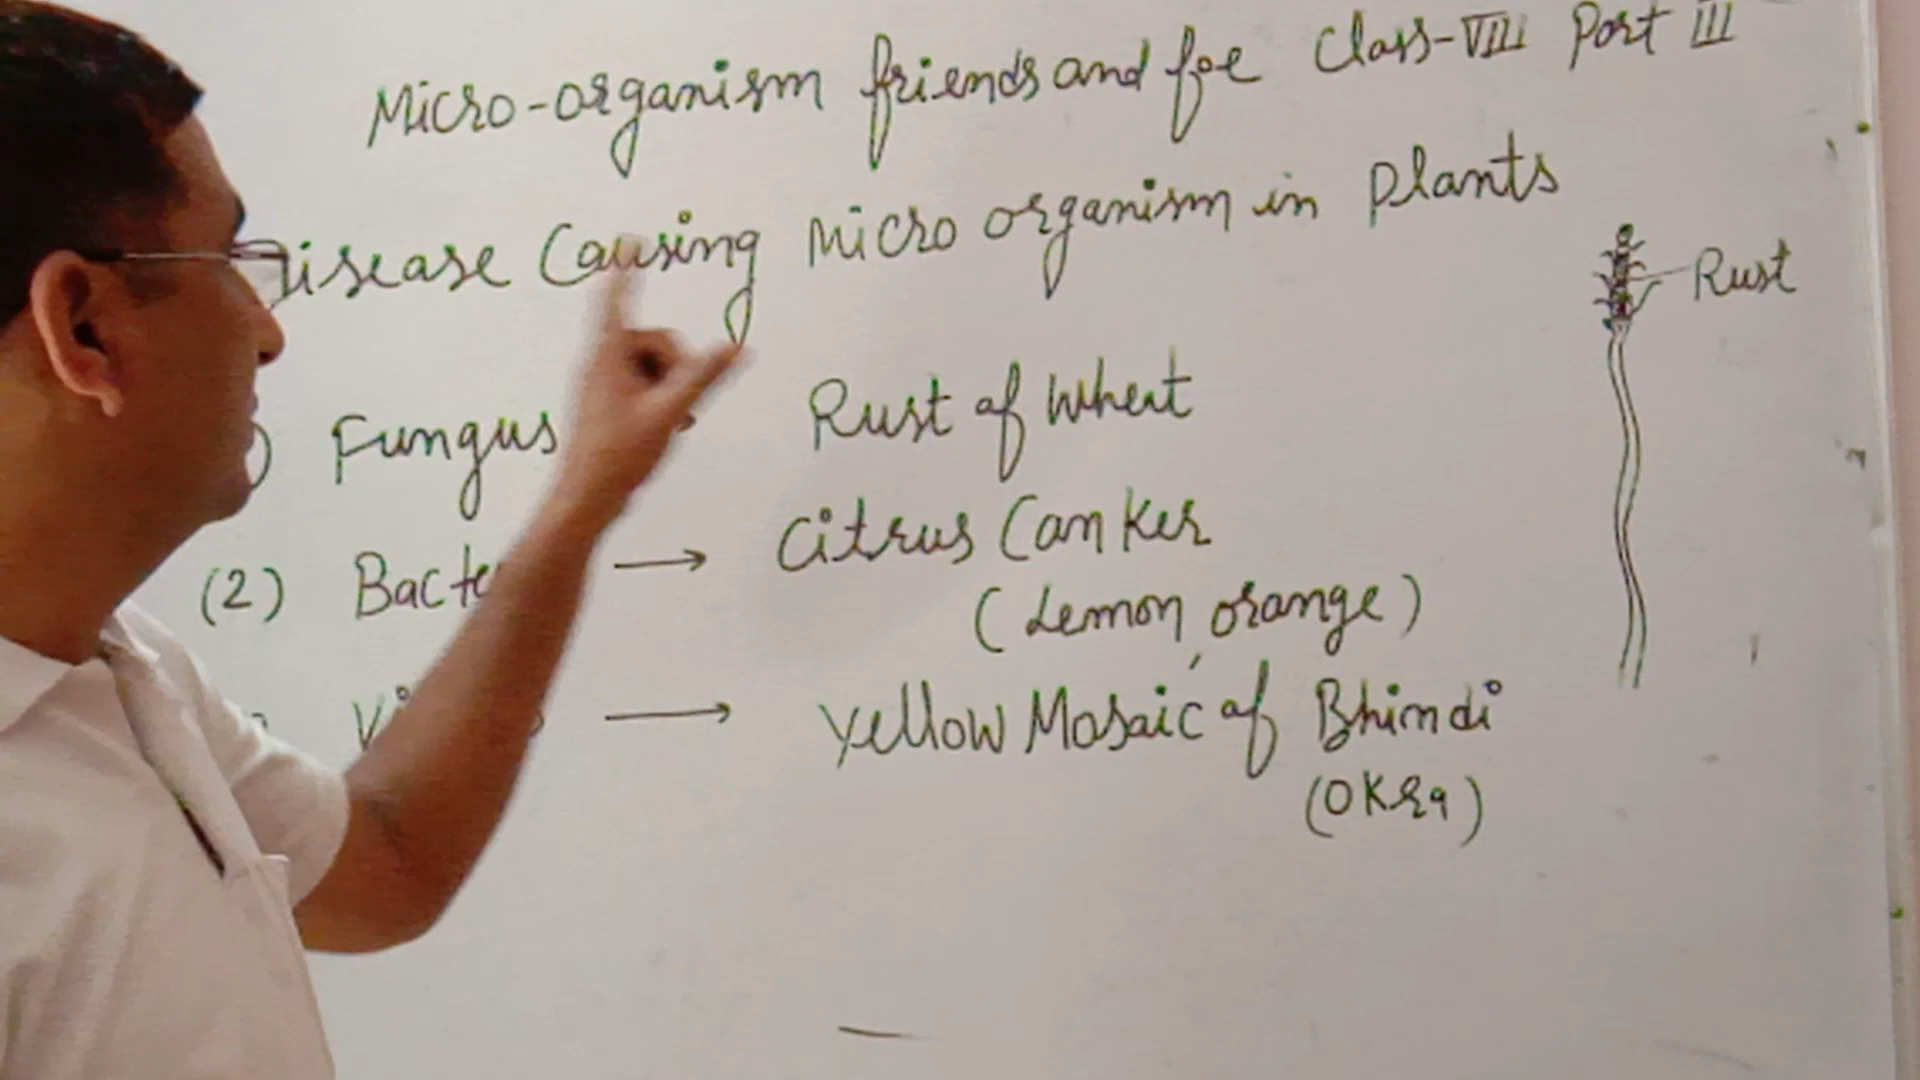 Micro-organism friends and foe Class-VIII Part III
Disease Causing Micro organism in plants
Rust
Fungus Rust of Wheat
(2) → Citrus Canker
(Lemon, orange)
→ Yellow Mosaic of Bhindi
(OKRa)